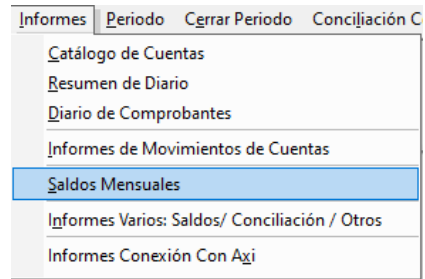 Informes Periodo Cerrar Periodo Conciliación C
Catálogo de Cuentas
Resumen de Diario
Diario de Comprobantes
Informes de Movimientos de Cuentas
Saldos Mensuales
Informes Varios: Saldos/ Conciliación / Otros
Informes Conexión Con Axi